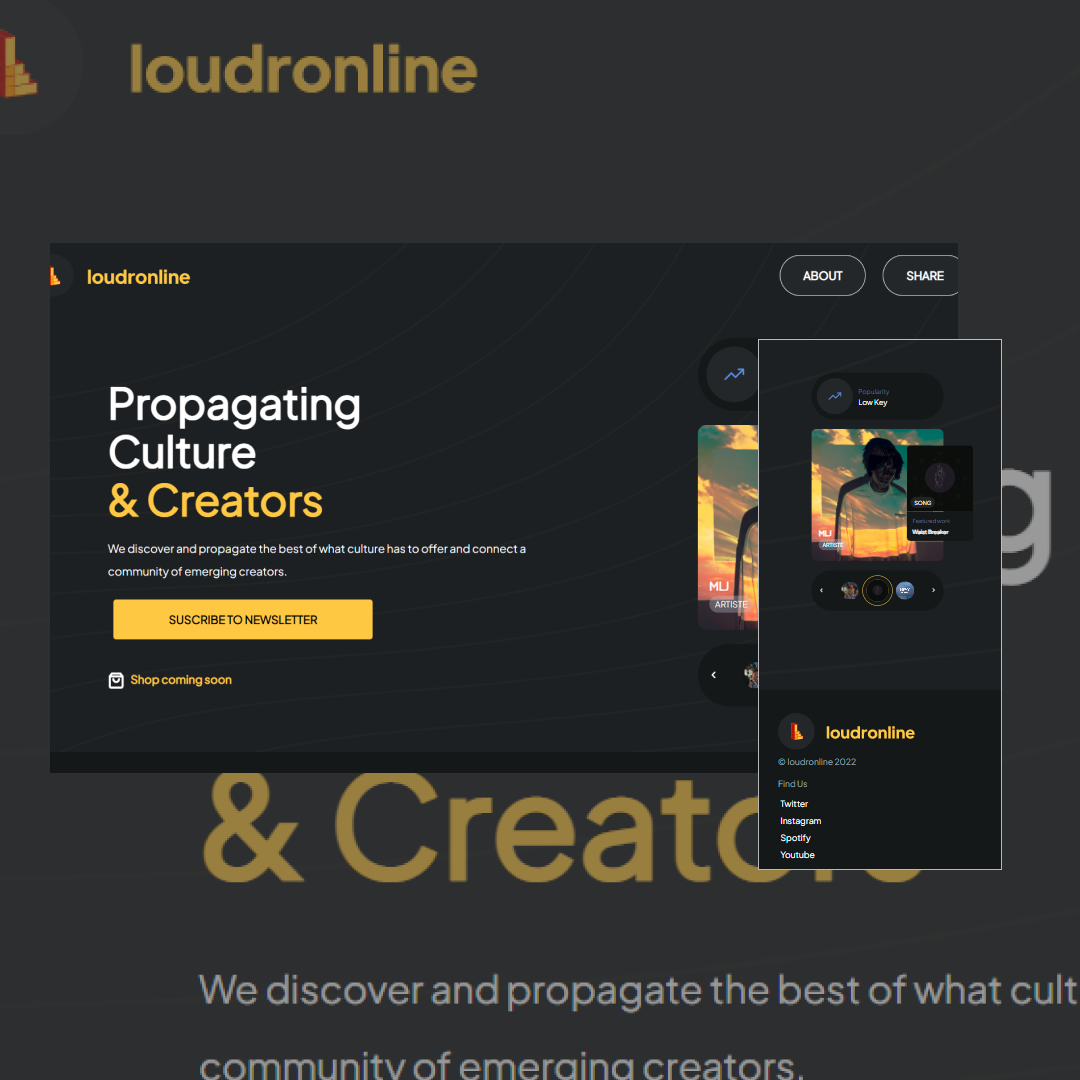 loudronline
loudronline
ABOUT
SHARE
Propagating
Culture
& Creators
We discover and propagate the best of what culture has to offer and connect a
community of emerging creators.
SUSCRIBE TO NEWSLETTER
Shop coming soon
MLJ
ARTISTE
Popularity
Low Key
SONG
Featured work
Waist Breaker
MLJ
ARTISTE
loudronline
© loudronline 2022
Find Us
Twitter
Instagram
Spotify
Youtube
g
& Creators
We discover and propagate the best of what cult
community of emerging creators.